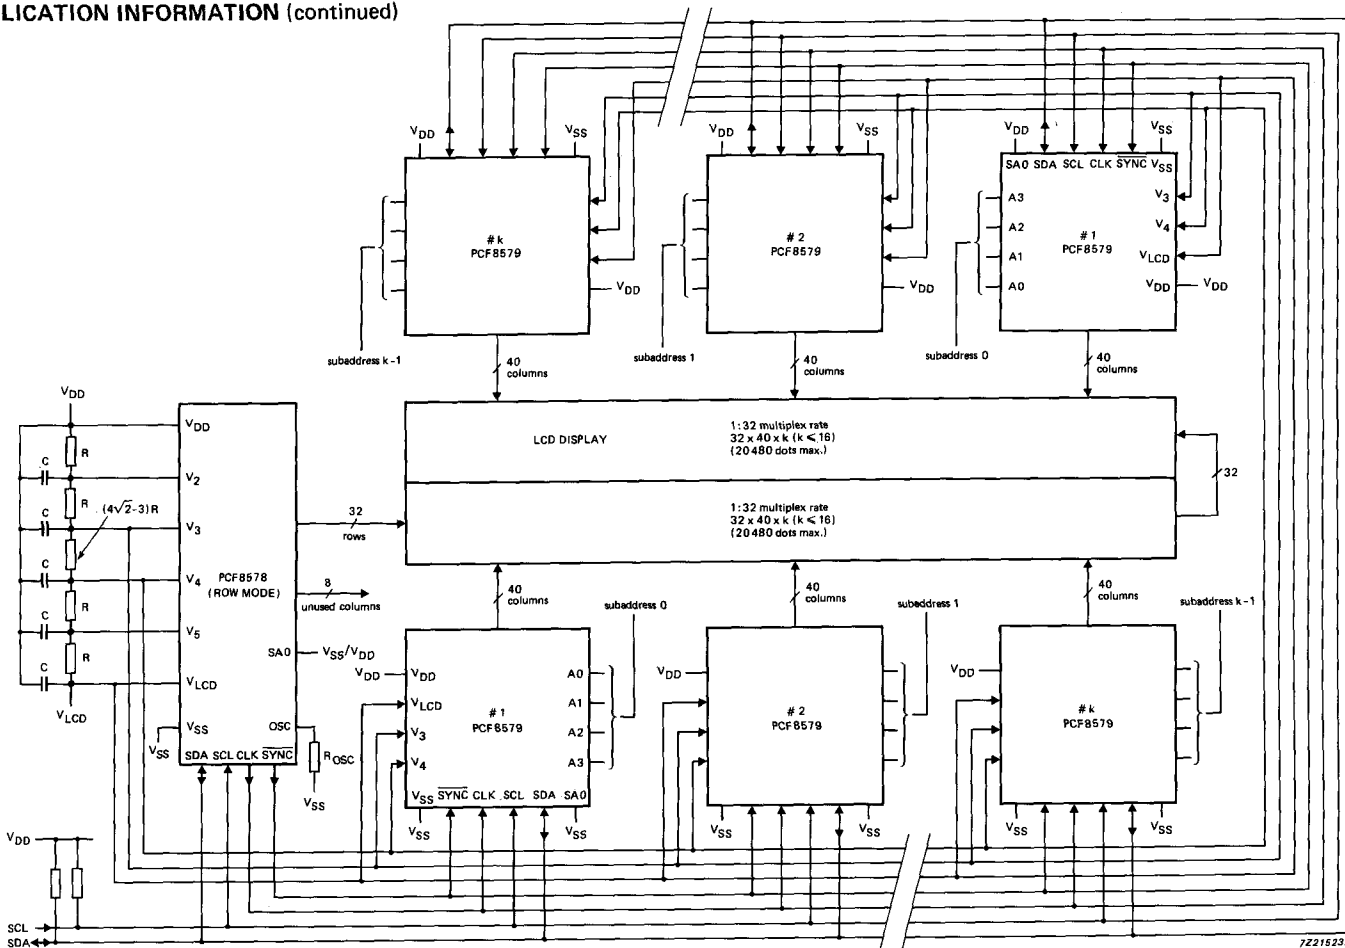 LICATION INFORMATION (continued)
VDD
VSS
# k
PCF8579
VDD
subaddress k-1
40
columns
VDD
VSS
# 2
PCF8579
VDD
subaddress 1
40
columns
VDD
VSS
SA0 SDA SCL CLK SYNC VSS
A3
A2
A1
A0
# 1
PCF8579
V3
V4
VLCD
VDD
VDD
subaddress 0
40
columns
VDD
C
C
C
C
C
R
R
(4√2-3)R
R
R
VLCD
VDD
V2
V3
V4
V5
VLCD
VSS
VSS
PCF8578
(ROW MODE)
SA0
VSS/VDD
OSC
ROSC
VSS
SDA SCL CLK SYNC
32
rows
8
unused columns
LCD DISPLAY
1:32 multiplex rate
32 x 40 x k (k ⩽ 16)
(20480 dots max.)
32
1:32 multiplex rate
32 x 40 x k (k ⩽ 16)
(20480 dots max.)
40
columns
subaddress 0
VDD
VDD
VLCD
V3
V4
# 1
PCF8579
A0
A1
A2
A3
VSS SYNC CLK SCL SDA SA0
VSS
VSS
40
columns
subaddress 1
VDD
# 2
PCF8579
VSS
VSS
40
columns
subaddress k-1
VDD
# k
PCF8579
VSS
VSS
VDD
SCL
SDA
7Z21523